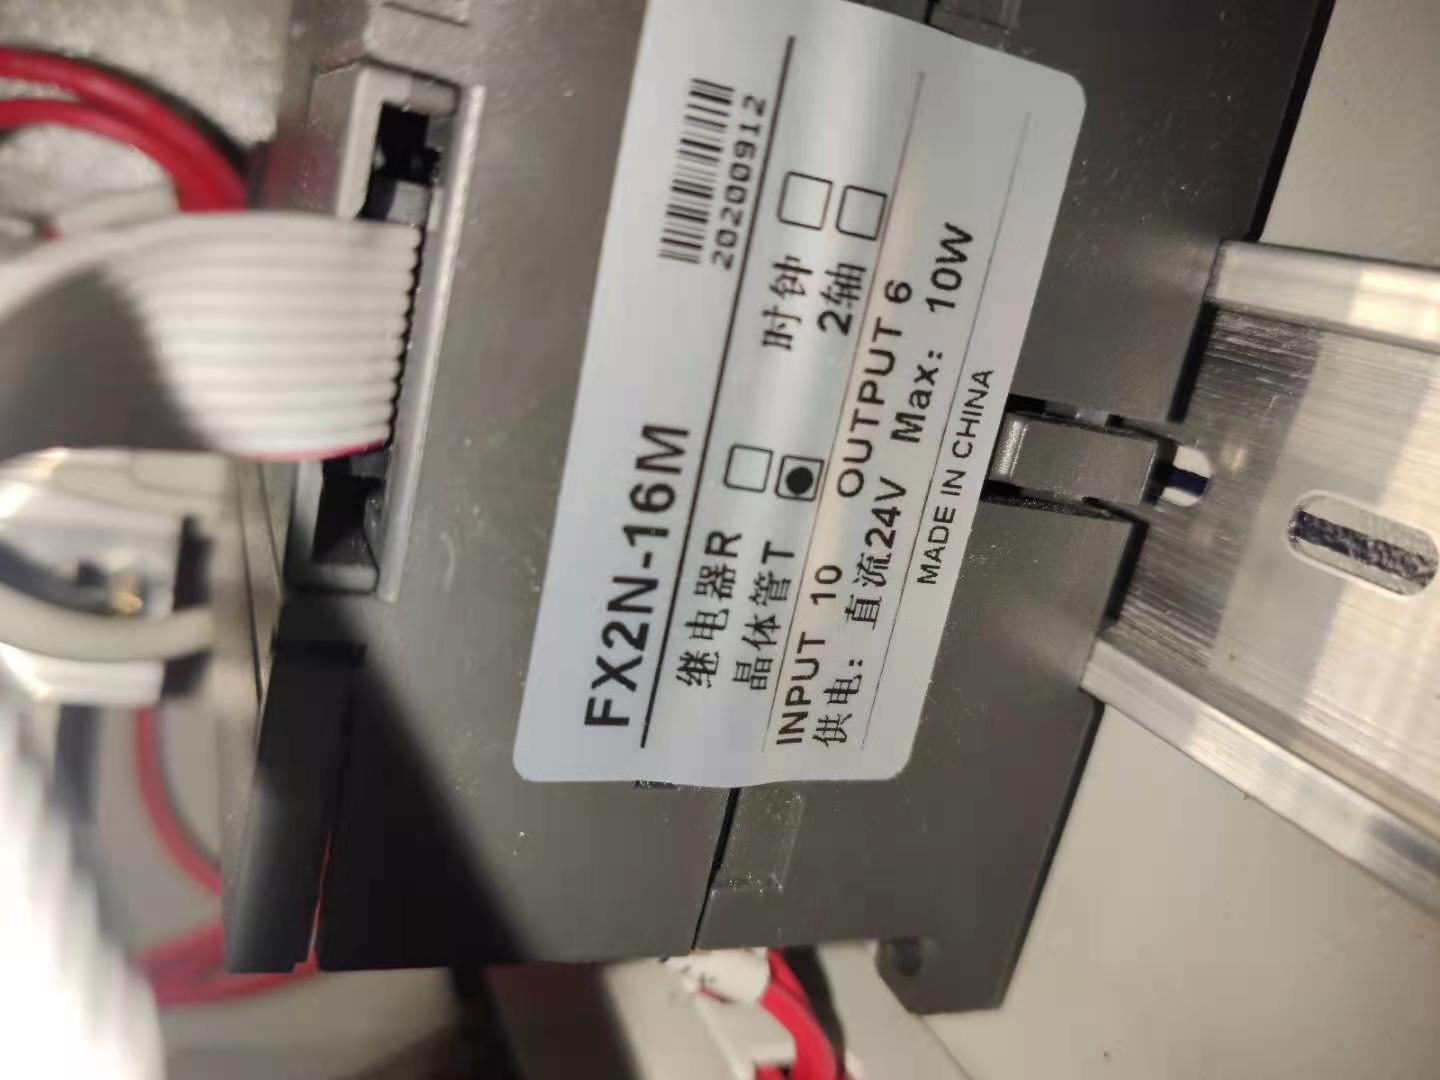 20200912
FX2N-16M
继电器R □ 时钟 □
晶体管T 2轴 □
INPUT 10 OUTPUT 6
供电：直流24V Max：10W
MADE IN CHINA